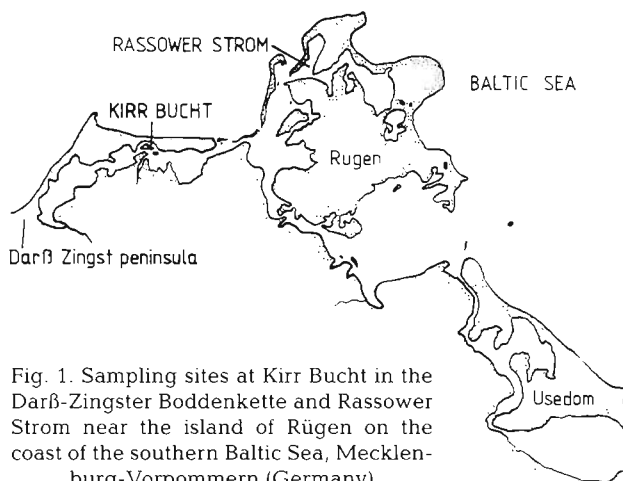 RASSOWER STROM
BALTIC SEA
KIRR BUCHT
Rugen
Darß Zingst peninsula
Usedom
Fig. 1. Sampling sites at Kirr Bucht in the
Darß-Zingster Boddenkette and Rassower
Strom near the island of Rügen on the
coast of the southern Baltic Sea, Mecklen-
burg-Vorpommern (Germany)